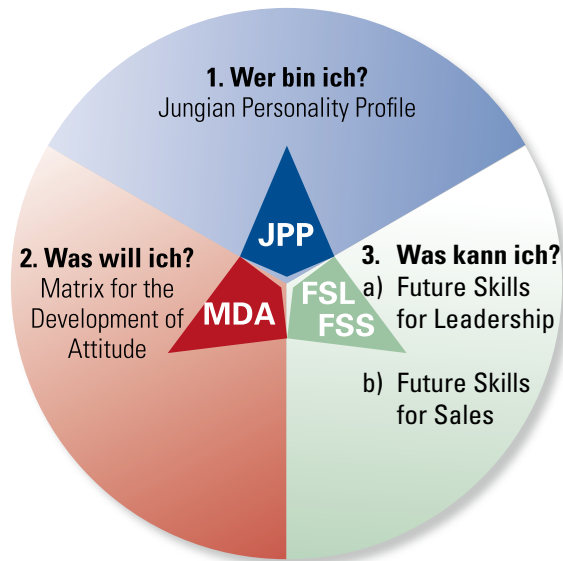 1. Wer bin ich?
Jungian Personality Profile
JPP
2. Was will ich?
Matrix for the
Development of
Attitude
MDA
3. Was kann ich?
a) Future Skills
for Leadership
b) Future Skills
for Sales
FSL
FSS